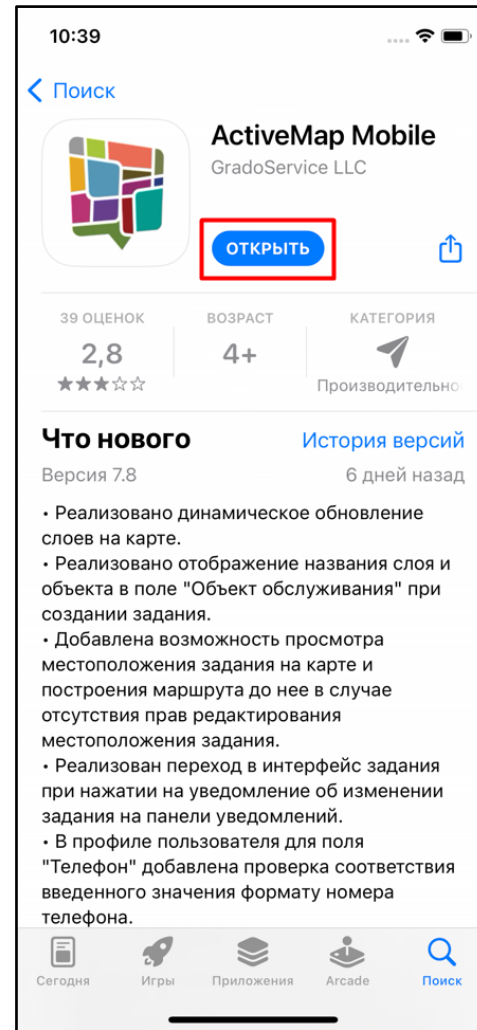 10:39
Поиск
ActiveMap Mobile
GradoService LLC
ОТКРЫТЬ
39 ОЦЕНОК
ВОЗРАСТ
КАТЕГОРИЯ
2,8
4+
★★★☆☆
Производительно
Что нового
История версий
Версия 7.8
6 дней назад
• Реализовано динамическое обновление
слоев на карте.
• Реализовано отображение названия слоя и
объекта в поле "Объект обслуживания" при
создании задания.
• Добавлена возможность просмотра
местоположения задания на карте и
построения маршрута до нее в случае
отсутствия прав редактирования
местоположения задания.
• Реализован переход в интерфейс задания
при нажатии на уведомление об изменении
задания на панели уведомлений.
• В профиле пользователя для поля
"Телефон" добавлена проверка соответствия
введенного значения формату номера
телефона.
Сегодня
Игры
Приложения
Arcade
Поиск